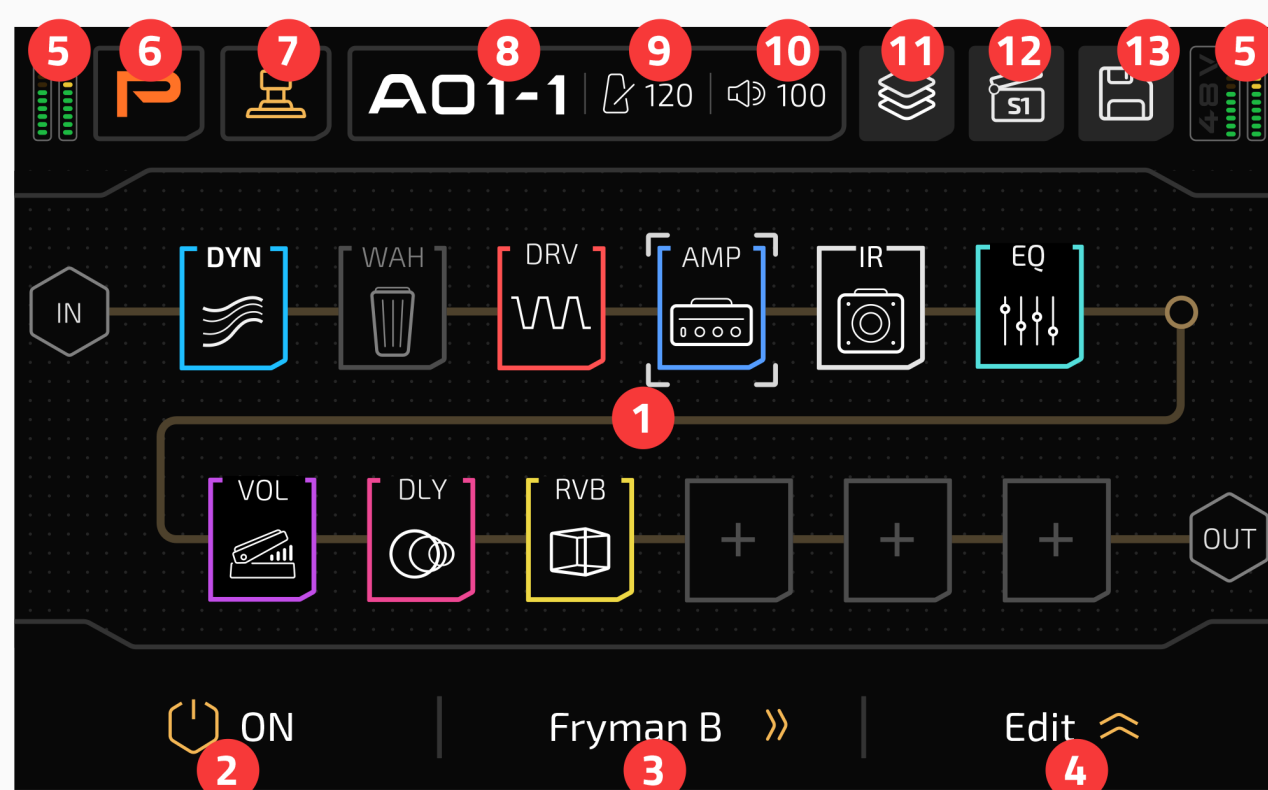 5 6 7 8 9 10 11 12 13 5
P A01-1 120 100 S1 48V
DYN WAH DRV AMP IR EQ
IN
1
VOL DLY RVB + + +
OUT
ON Fryman B Edit
2 3 4